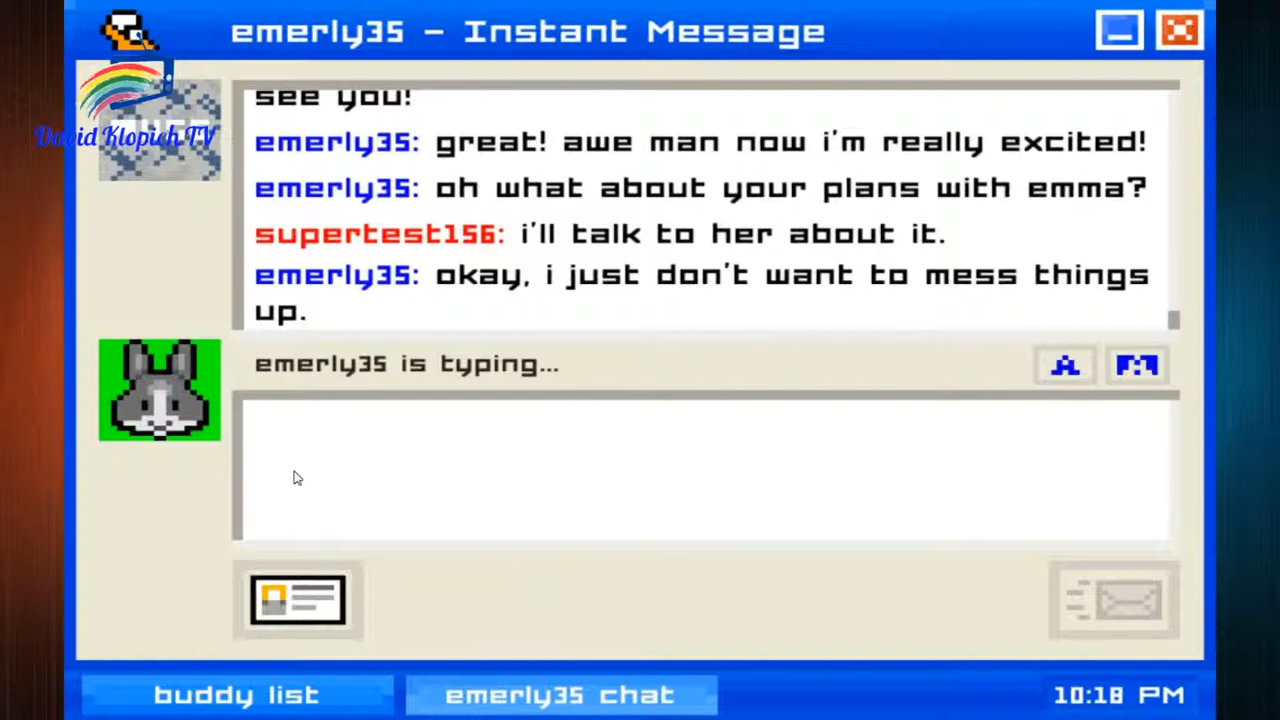 emerly35 - Instant Message
David Klopich TV
see you!
emerly35: great! awe man now i'm really excited!
emerly35: oh what about your plans with emma?
supertest156: i'll talk to her about it.
emerly35: okay, i just don't want to mess things
up.
emerly35 is typing...
A
buddy list
emerly35 chat
10:18 PM